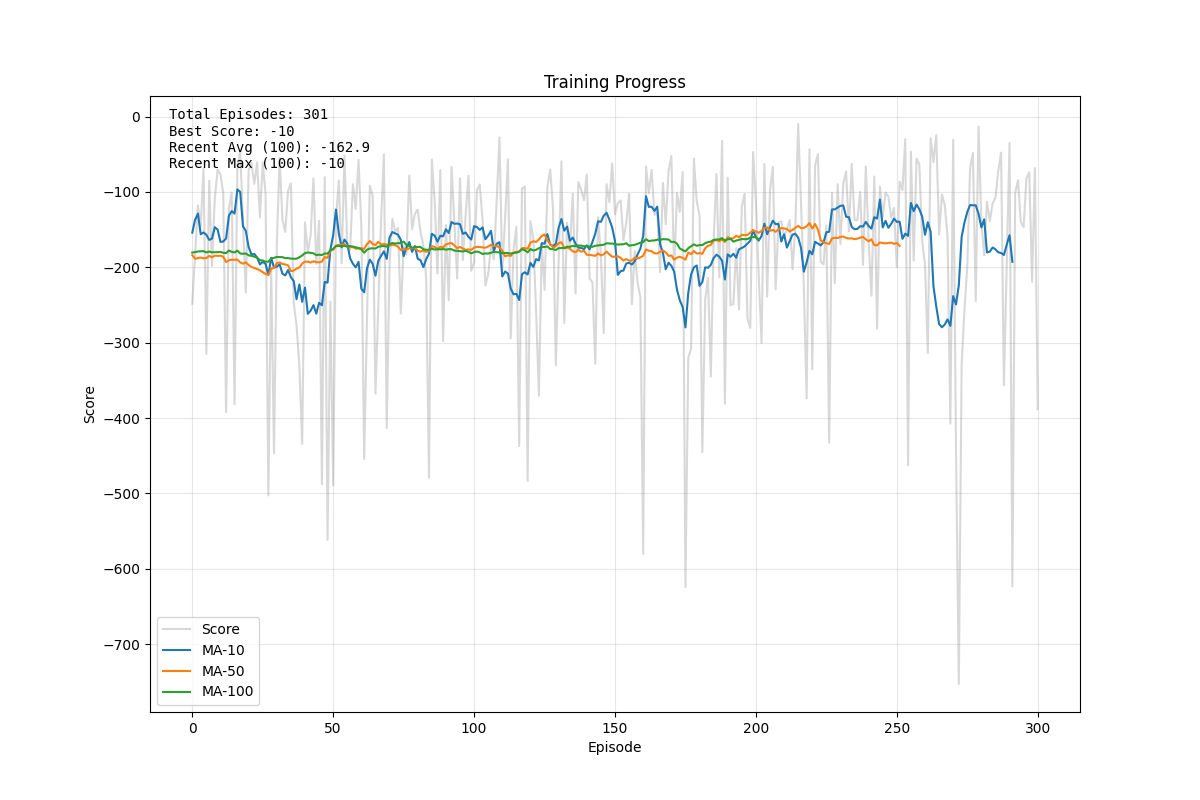 Training Progress
Total Episodes: 301
Best Score: -10
Recent Avg (100): -162.9
Recent Max (100): -10
0
−100
−200
−300
−400
−500
−600
−700
Score
Score
MA-10
MA-50
MA-100
0 50 100 150 200 250 300
Episode